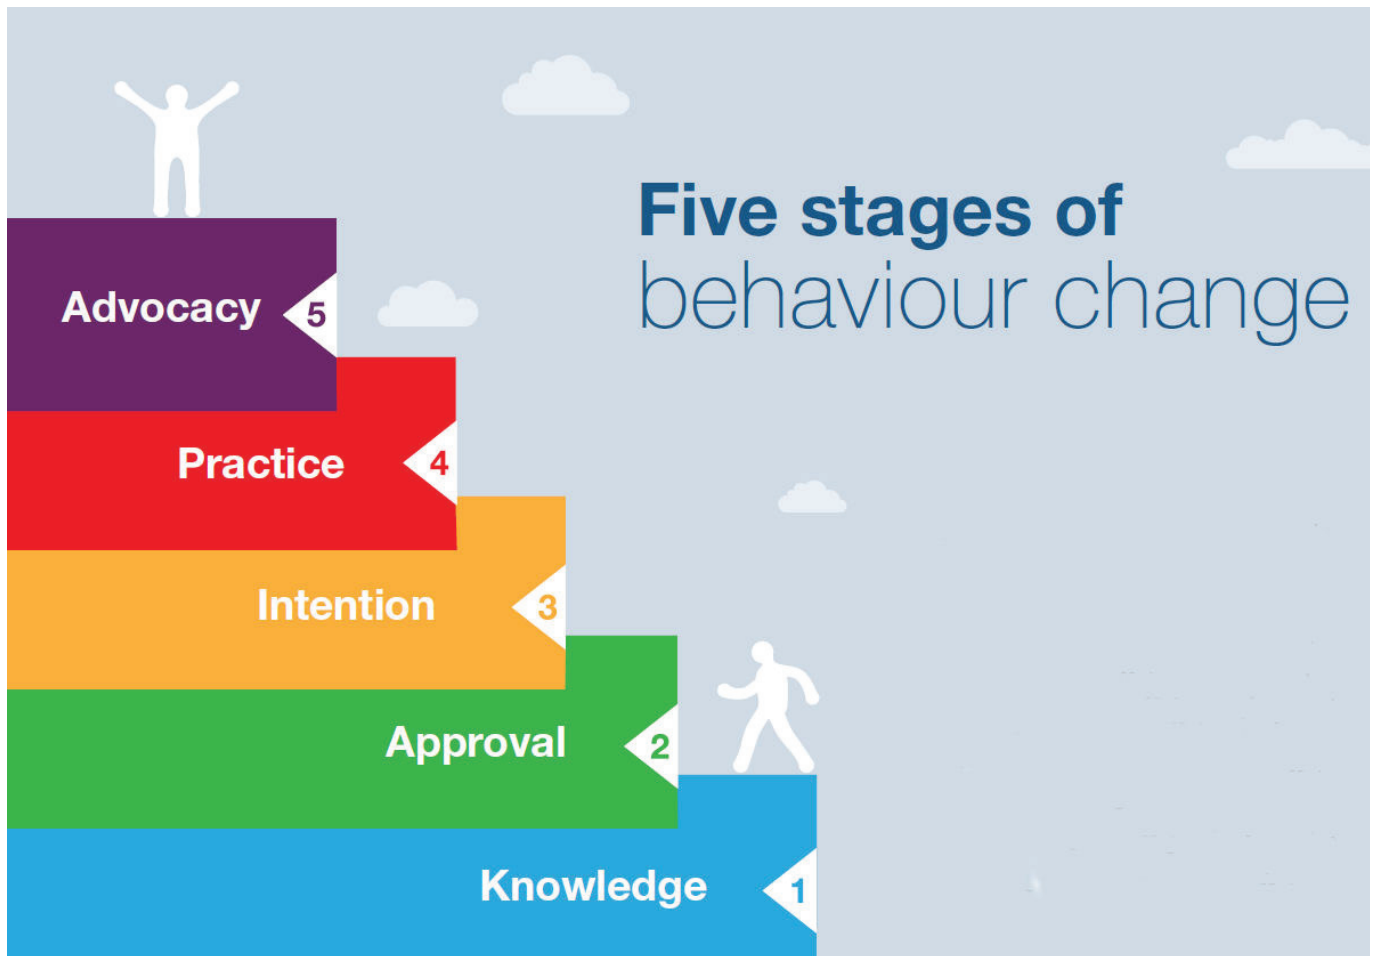 Five stages of
behaviour change
Advocacy 5
Practice 4
Intention 3
Approval 2
Knowledge 1